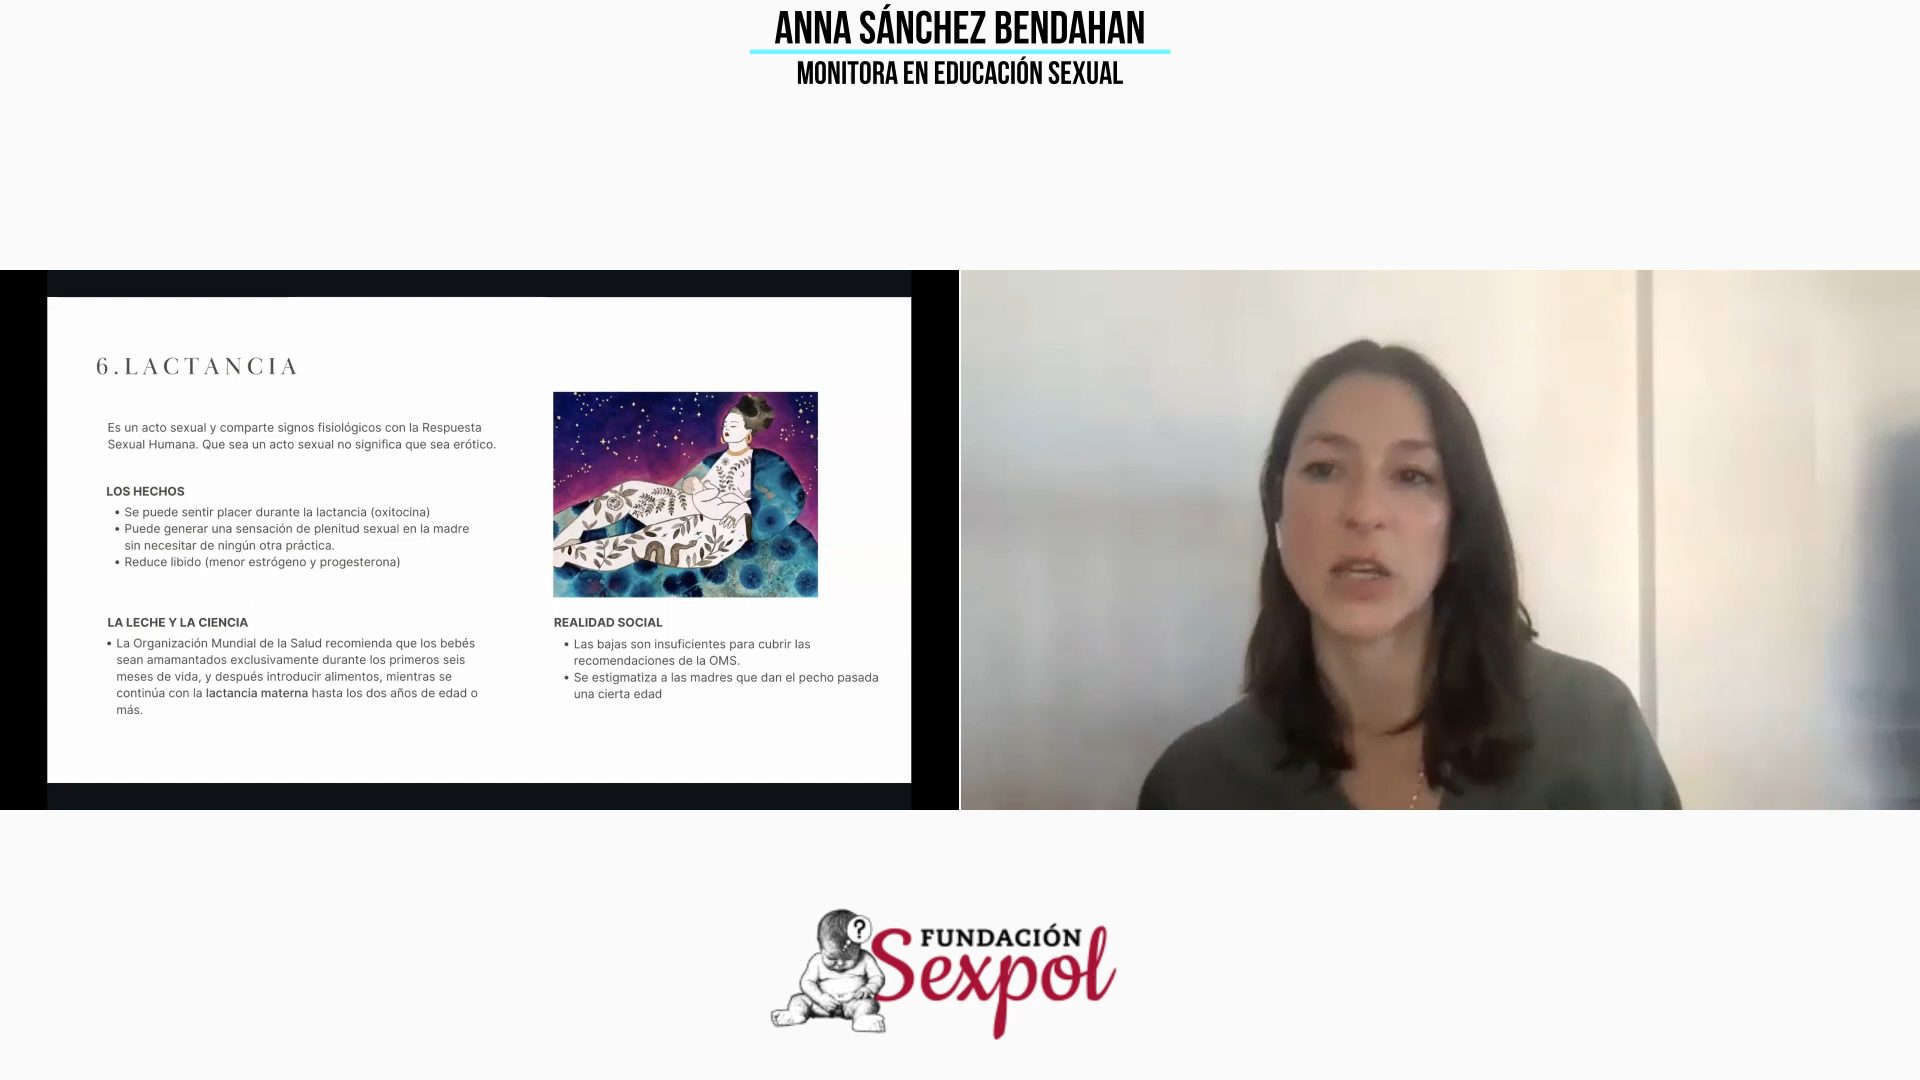 ANNA SÁNCHEZ BENDAHAN
MONITORA EN EDUCACIÓN SEXUAL
6.LACTANCIA
Es un acto sexual y comparte signos fisiológicos con la Respuesta
Sexual Humana. Que sea un acto sexual no significa que sea erótico.
LOS HECHOS
• Se puede sentir placer durante la lactancia (oxitocina)
• Puede generar una sensación de plenitud sexual en la madre
sin necesitar de ningún otra práctica.
• Reduce libido (menor estrógeno y progesterona)
LA LECHE Y LA CIENCIA
• La Organización Mundial de la Salud recomienda que los bebés
sean amamantados exclusivamente durante los primeros seis
meses de vida, y después introducir alimentos, mientras se
continúa con la lactancia materna hasta los dos años de edad o
más.
REALIDAD SOCIAL
• Las bajas son insuficientes para cubrir las
recomendaciones de la OMS.
• Se estigmatiza a las madres que dan el pecho pasada
una cierta edad
?
FUNDACIÓN
Sexpol